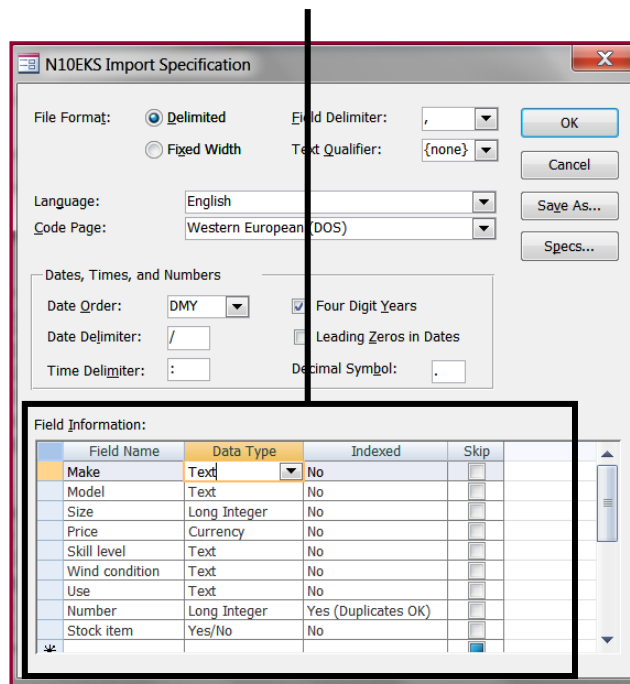 N10EKS Import Specification
X
File Format: Delimited Field Delimiter: , OK
Fixed Width Text Qualifier: {none} Cancel
Language: English Save As...
Code Page: Western European (DOS) Specs...
Dates, Times, and Numbers
Date Order: DMY Four Digit Years
Date Delimiter: / Leading Zeros in Dates
Time Delimiter: : Decimal Symbol: .
Field Information:
Field Name Data Type Indexed Skip
Make Text No
Model Text No
Size Long Integer No
Price Currency No
Skill level Text No
Wind condition Text No
Use Text No
Number Long Integer Yes (Duplicates OK)
Stock item Yes/No No